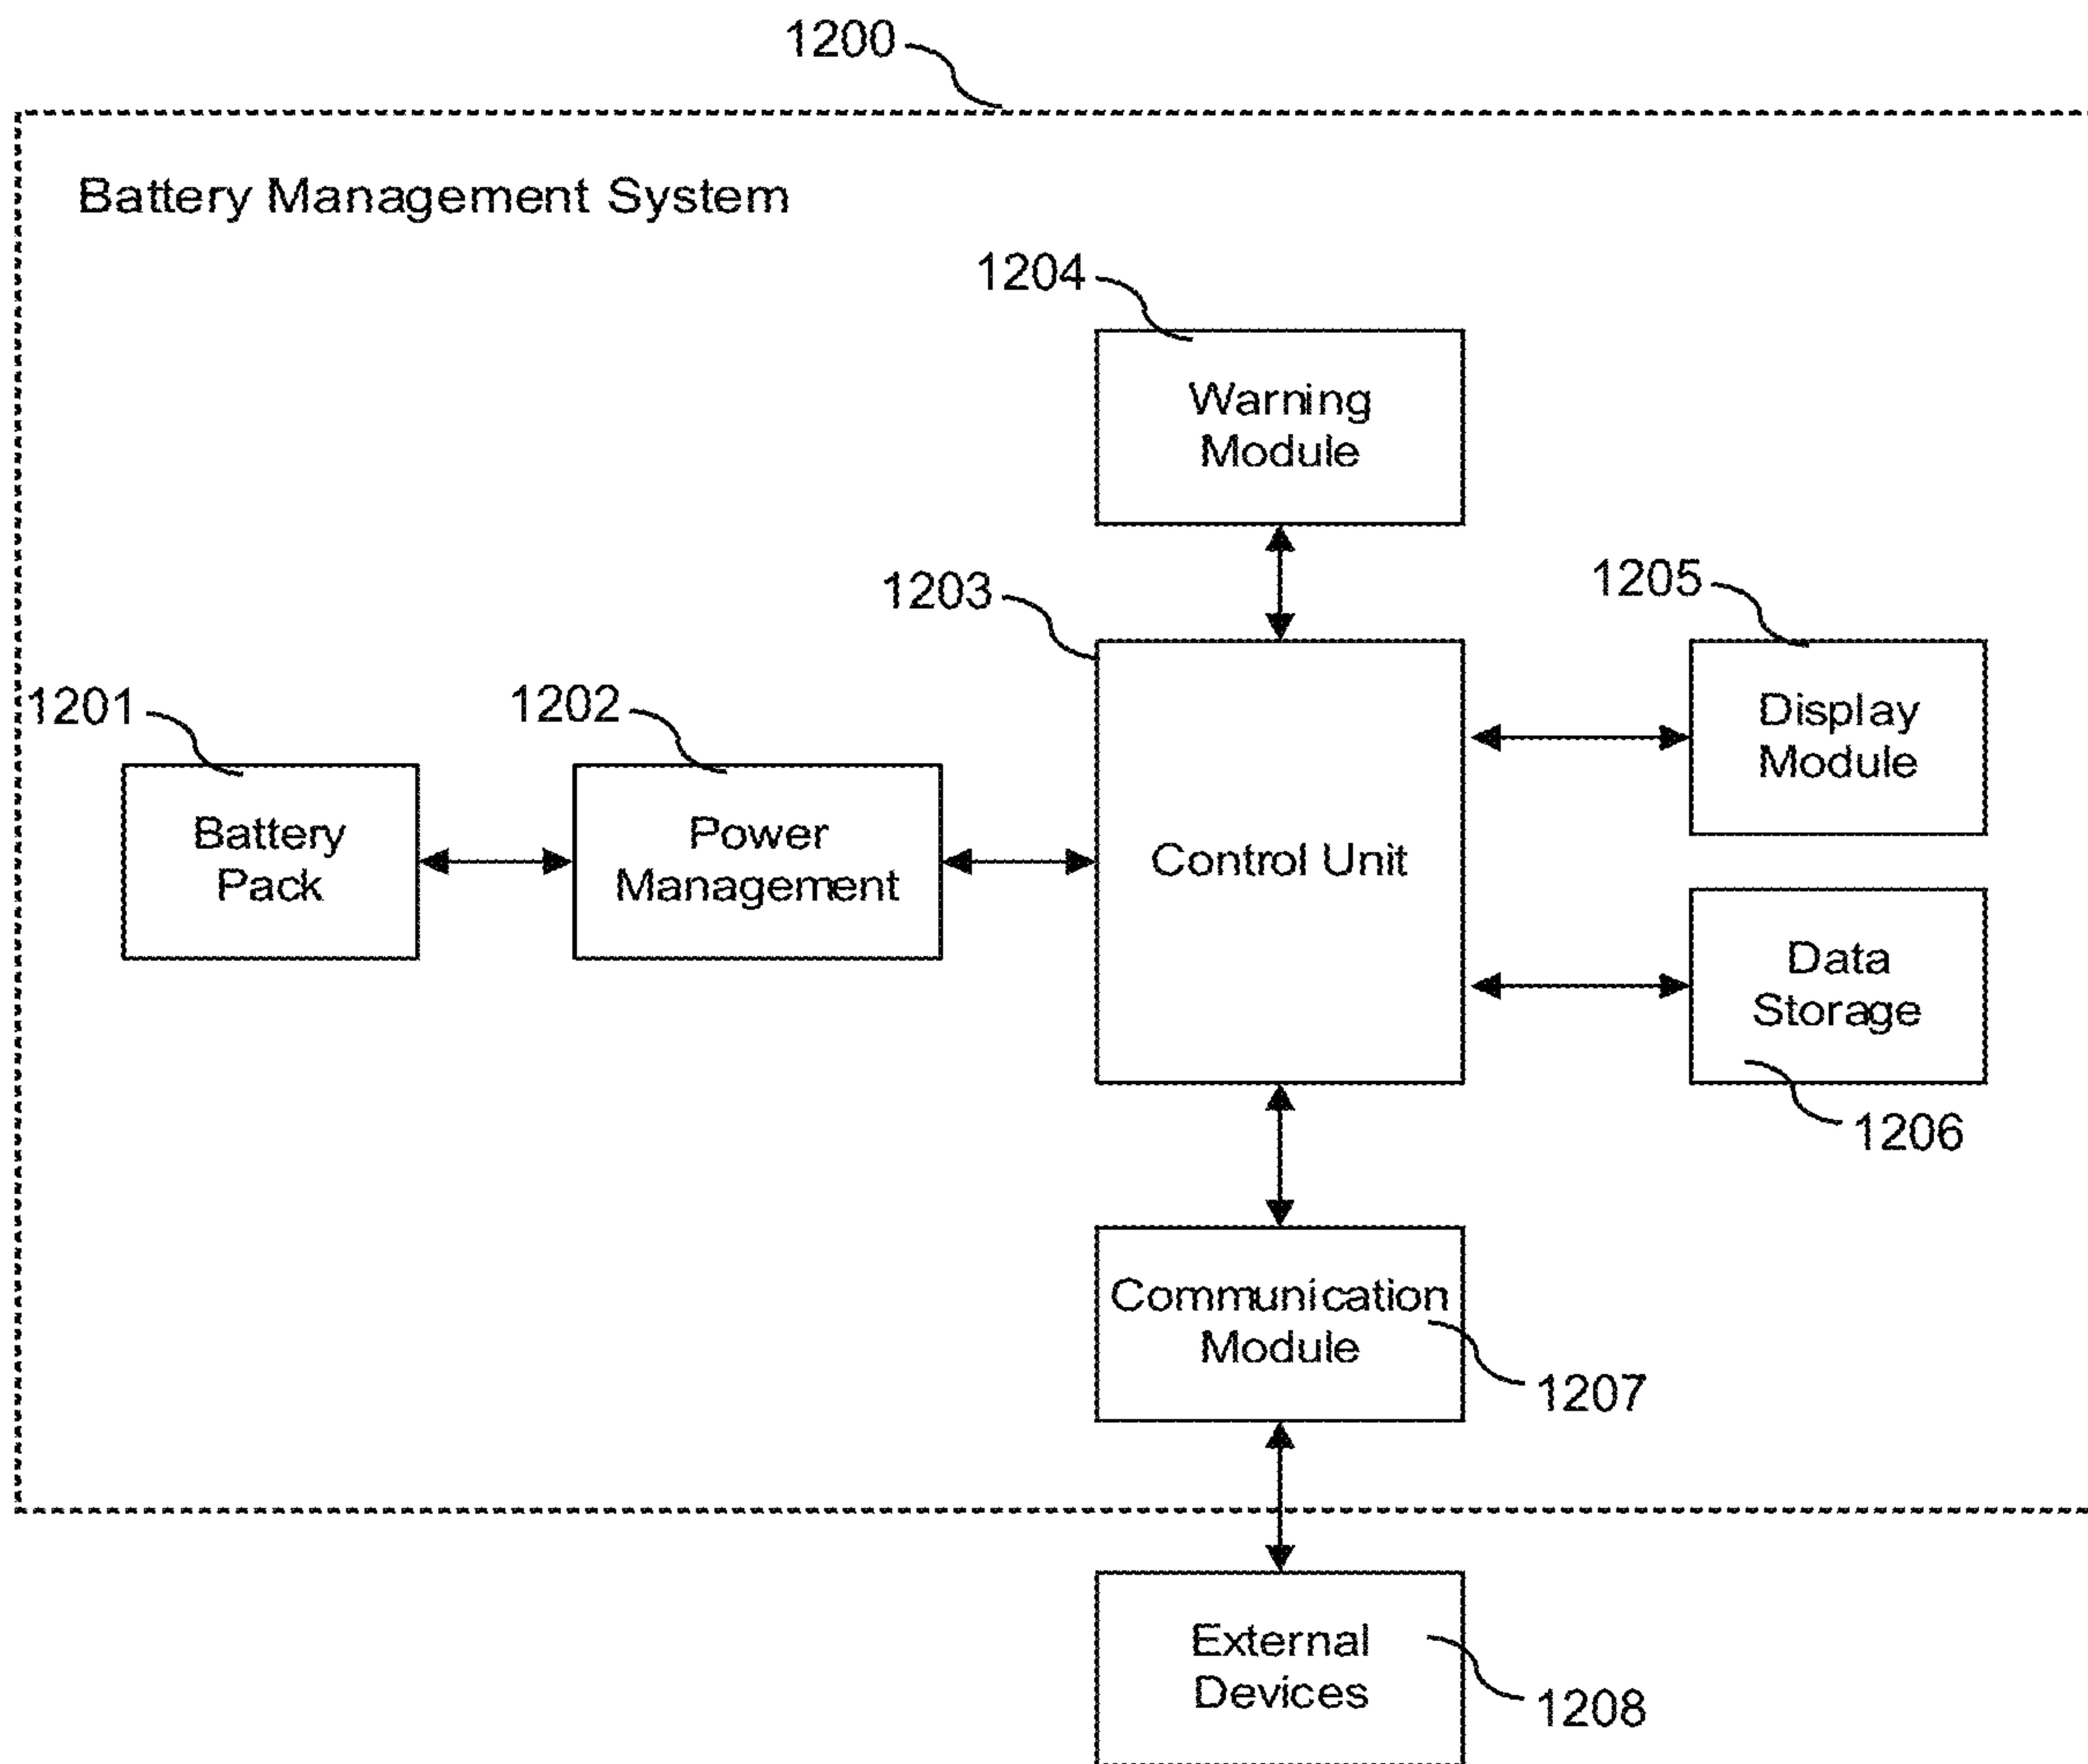 1200
Battery Management System
1204
Warning
Module
1203
1205
1201
1202
Display
Module
Battery
Pack
Power
Management
Control Unit
Data
Storage
1206
Communication
Module
1207
External
Devices
1208